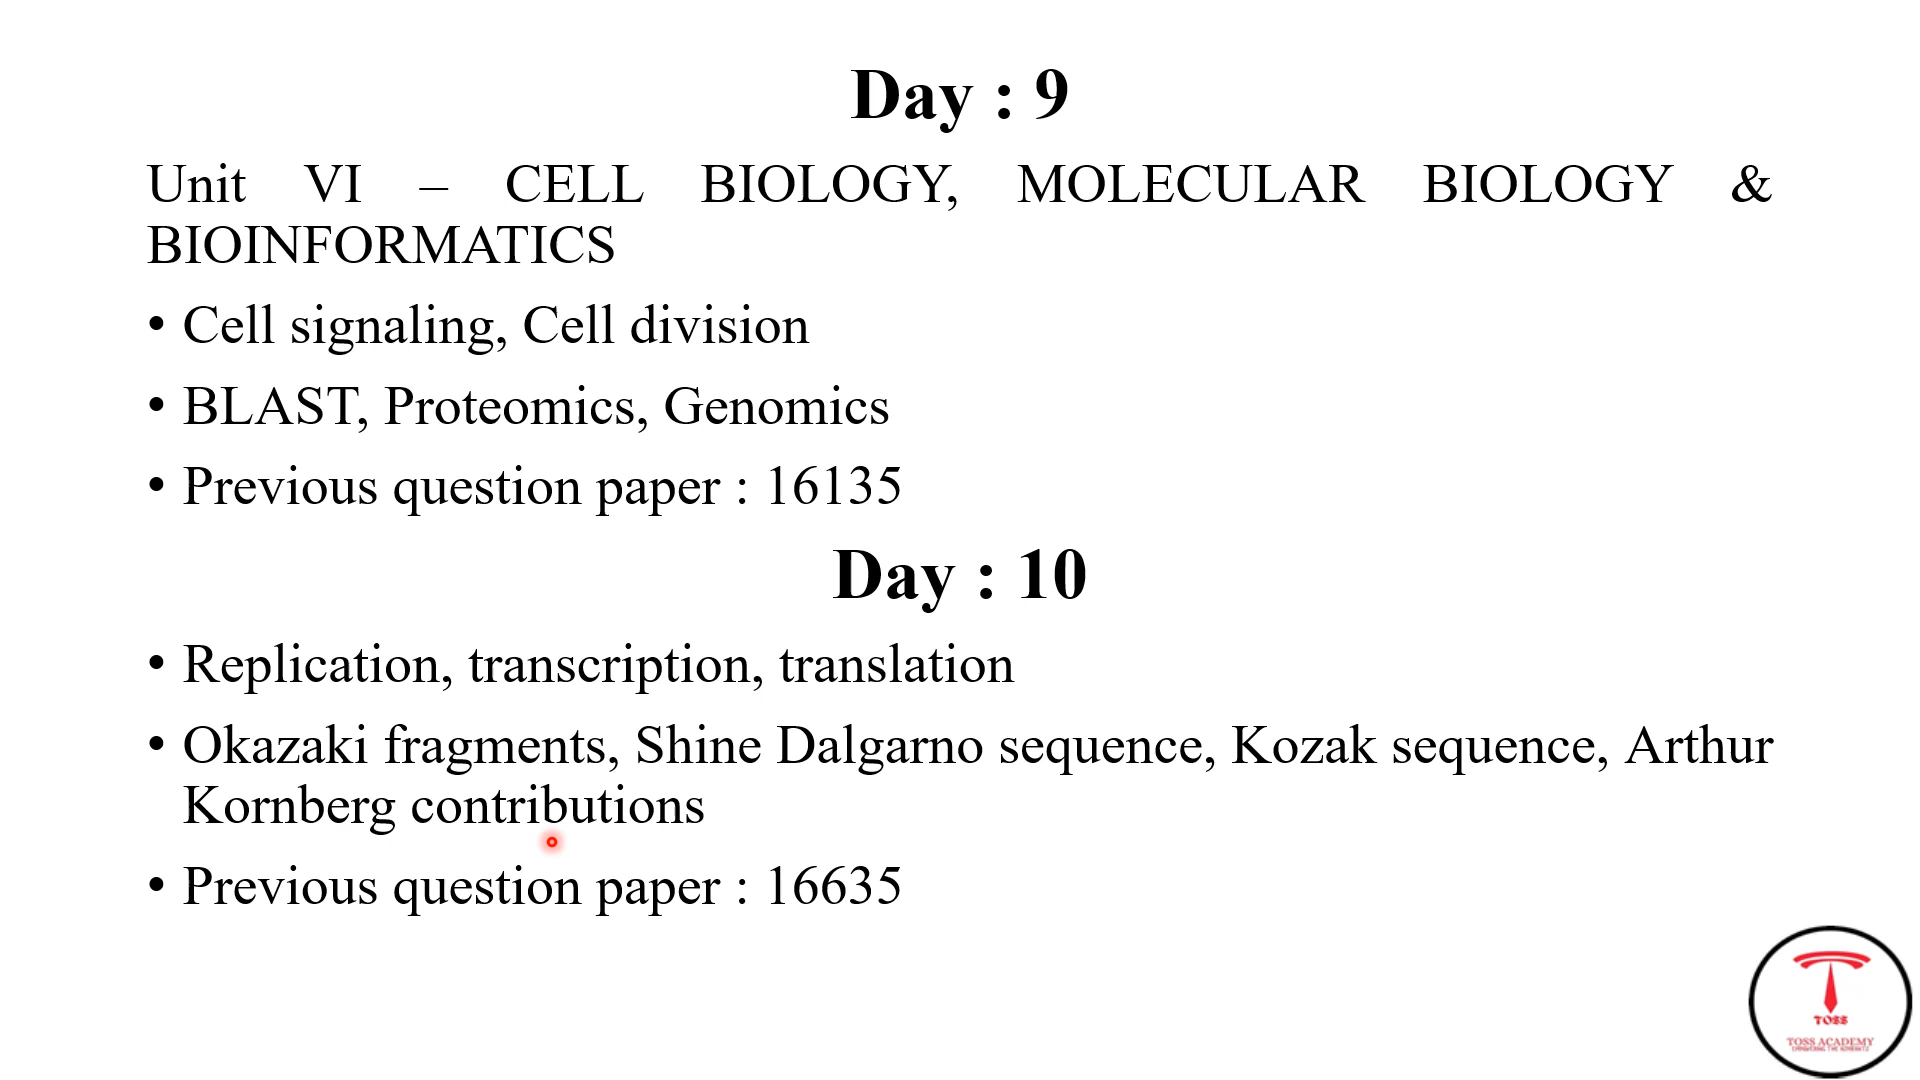 Day : 9
Unit VI – CELL BIOLOGY, MOLECULAR BIOLOGY &
BIOINFORMATICS
• Cell signaling, Cell division
• BLAST, Proteomics, Genomics
• Previous question paper : 16135
Day : 10
• Replication, transcription, translation
• Okazaki fragments, Shine Dalgarno sequence, Kozak sequence, Arthur
Kornberg contributions
• Previous question paper : 16635
TOSS
TOSS ACADEMY